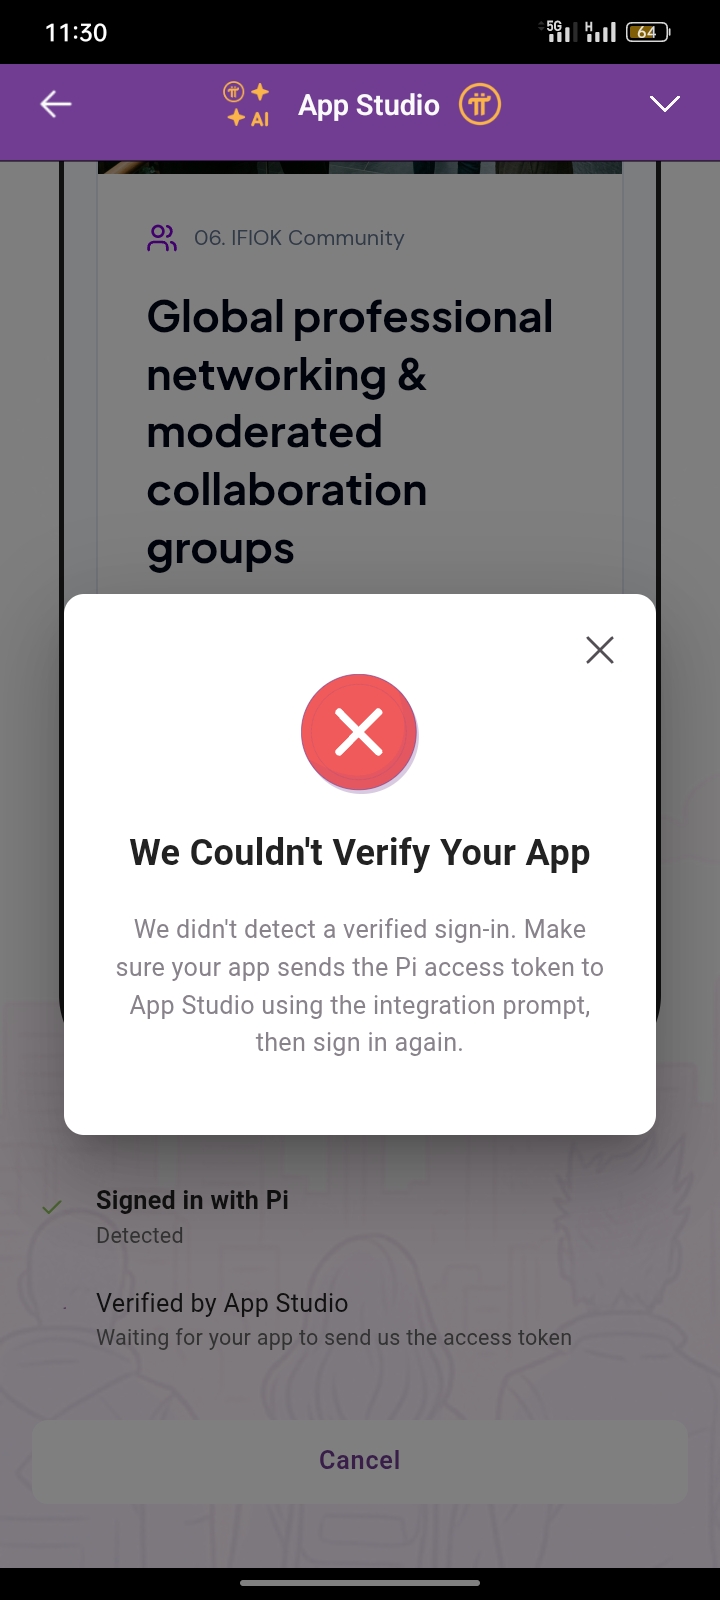 11:30
5G
H
64
AI
App Studio
06. IFIOK Community
Global professional
networking &
moderated
collaboration
groups
We Couldn't Verify Your App
We didn't detect a verified sign-in. Make
sure your app sends the Pi access token to
App Studio using the integration prompt,
then sign in again.
Signed in with Pi
Detected
Verified by App Studio
Waiting for your app to send us the access token
Cancel